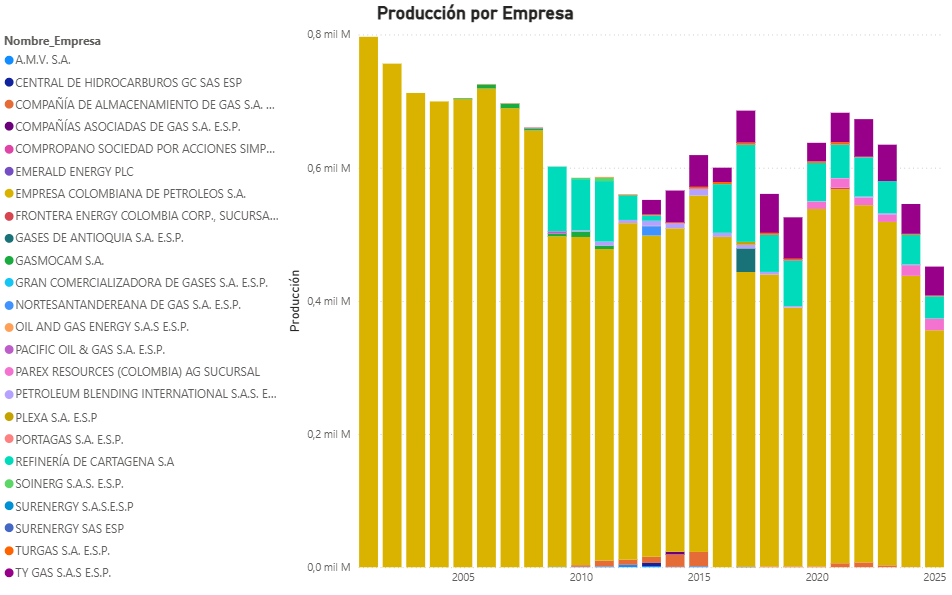 Producción por Empresa
Nombre_Empresa
A.M.V. S.A.
CENTRAL DE HIDROCARBUROS GC SAS ESP
COMPAÑÍA DE ALMACENAMIENTO DE GAS S.A. ...
COMPAÑÍAS ASOCIADAS DE GAS S.A. E.S.P.
COMPROPANO SOCIEDAD POR ACCIONES SIMP...
EMERALD ENERGY PLC
EMPRESA COLOMBIANA DE PETROLEOS S.A.
FRONTERA ENERGY COLOMBIA CORP., SUCURSA...
GASES DE ANTIOQUIA S.A. E.S.P.
GASMOCAM S.A.
GRAN COMERCIALIZADORA DE GASES S.A. E.S.P.
NORTESANTANDEREANA DE GAS S.A. E.S.P.
OIL AND GAS ENERGY S.A.S E.S.P.
PACIFIC OIL & GAS S.A. E.S.P.
PAREX RESOURCES (COLOMBIA) AG SUCURSAL
PETROLEUM BLENDING INTERNATIONAL S.A.S. E...
PLEXA S.A. E.S.P
PORTAGAS S.A. E.S.P.
REFINERÍA DE CARTAGENA S.A
SOINERG S.A.S. E.S.P.
SURENERGY S.A.S.E.S.P
SURENERGY SAS ESP
TURGAS S.A. E.S.P.
TY GAS S.A.S E.S.P.
Producción
0,8 mil M
0,6 mil M
0,4 mil M
0,2 mil M
0,0 mil M
2005
2010
2015
2020
2025